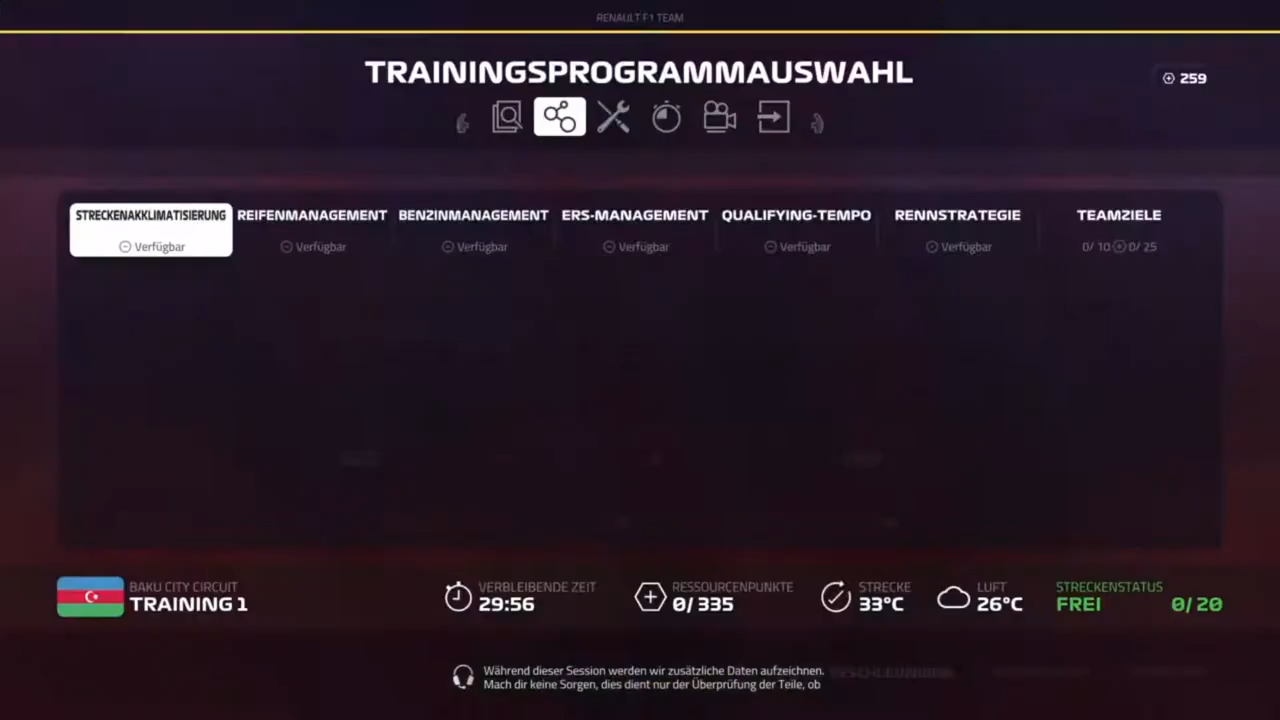 RENAULT F1 TEAM
TRAININGSPROGRAMMAUSWAHL
259
STRECKENAKKLIMATISIERUNG REIFENMANAGEMENT BENZINMANAGEMENT ERS-MANAGEMENT QUALIFYING-TEMPO RENNSTRATEGIE TEAMZIELE
Verfügbar Verfügbar Verfügbar Verfügbar Verfügbar Verfügbar 0/ 10 0/ 25
BAKU CITY CIRCUIT VERBLEIBENDE ZEIT RESSOURCENPUNKTE STRECKE LUFT STRECKENSTATUS
TRAINING 1 29:56 0/ 335 33°C 26°C FREI 0/ 20
Während dieser Session werden wir zusätzliche Daten aufzeichnen.
Mach dir keine Sorgen, dies dient nur der Überprüfung der Teile, ob